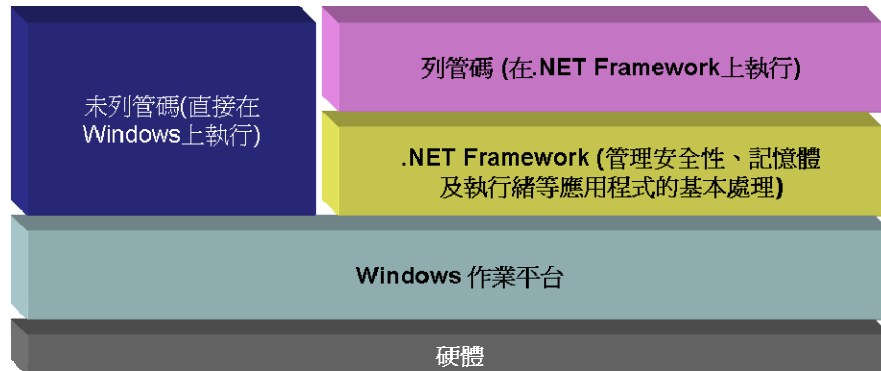 未列管碼(直接在
Windows上執行)
列管碼 (在.NET Framework上執行)
.NET Framework (管理安全性、記憶體
及執行緒等應用程式的基本處理)
Windows 作業平台
硬體